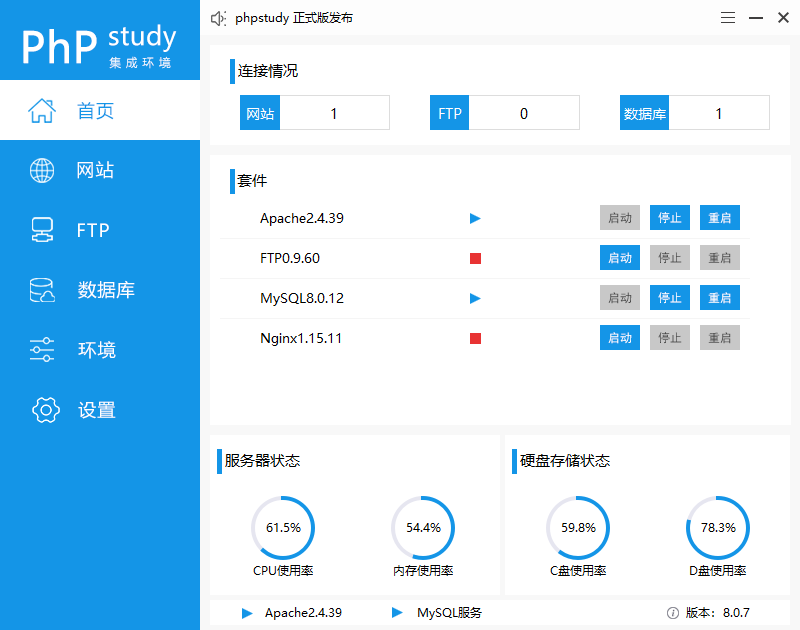 PhP study
集成环境
phpstudy 正式版发布
首页
网站
FTP
数据库
环境
设置
连接情况
网站 1 FTP 0 数据库 1
套件
Apache2.4.39 启动 停止 重启
FTP0.9.60 启动 停止 重启
MySQL8.0.12 启动 停止 重启
Nginx1.15.11 启动 停止 重启
服务器状态
61.5% 54.4%
CPU使用率 内存使用率
硬盘存储状态
59.8% 78.3%
C盘使用率 D盘使用率
Apache2.4.39 MySQL服务 版本： 8.0.7